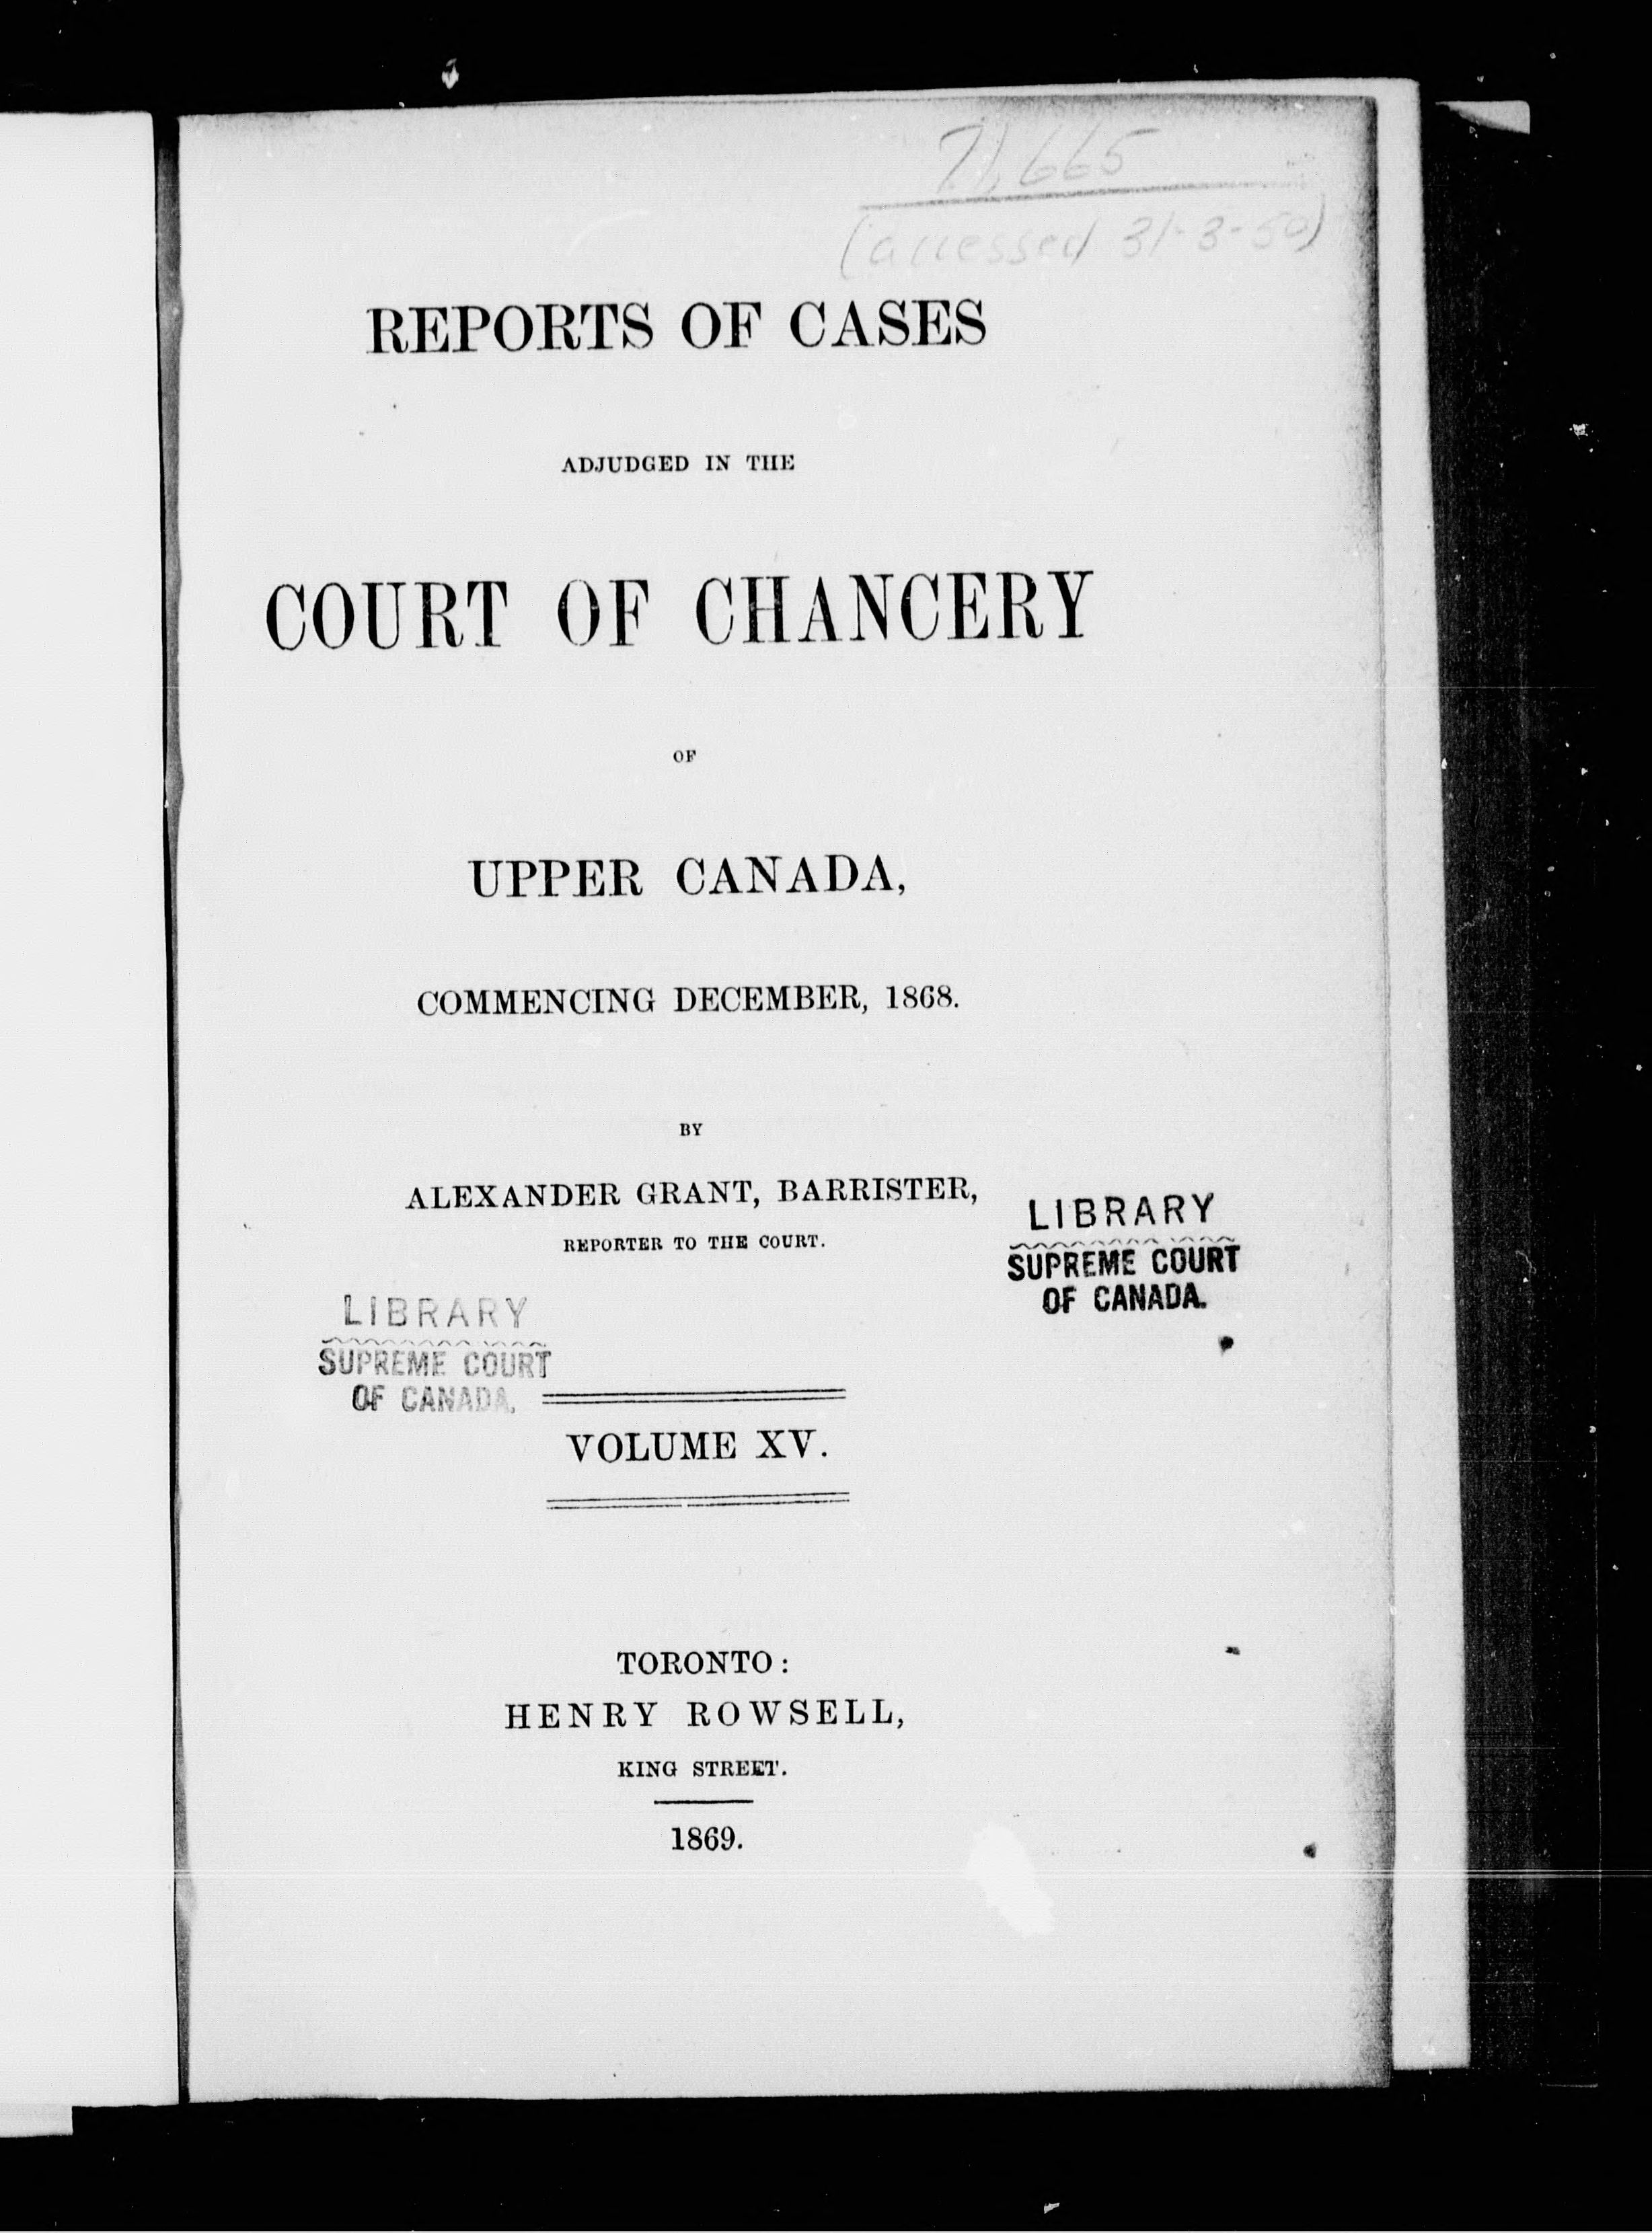 71,665
(accessed 31-3-50)
REPORTS OF CASES
ADJUDGED IN THE
COURT OF CHANCERY
OF
UPPER CANADA,
COMMENCING DECEMBER, 1868.
BY
ALEXANDER GRANT, BARRISTER,
REPORTER TO THE COURT.
LIBRARY
SUPREME COURT
OF CANADA.
LIBRARY
SUPREME COURT
OF CANADA.
VOLUME XV.
TORONTO:
HENRY ROWSELL,
KING STREET.
1869.